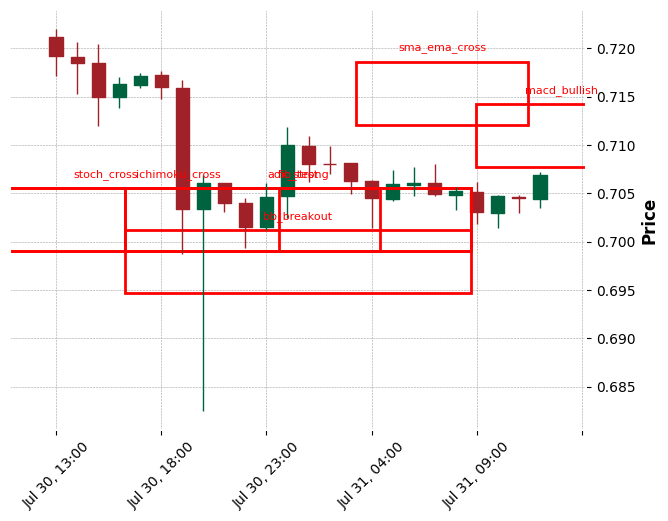 sma_ema_cross
macd_bullish
stoch_cross
ichimoku_cross
bb_breakout
0.720
0.715
0.710
0.705
0.700
0.695
0.690
0.685
Price
Jul 30, 13:00
Jul 30, 18:00
Jul 30, 23:00
Jul 31, 04:00
Jul 31, 09:00